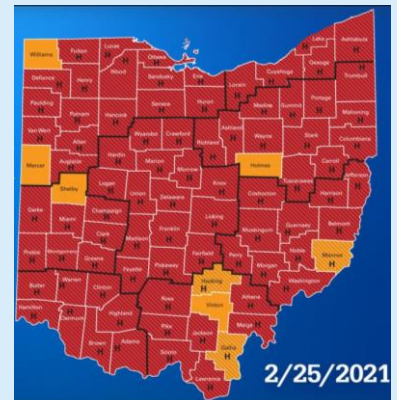 Williams
Fulton
H
Lucas
H
Ottawa
H
Wood
H
Defiance
H
Henry
H
Sandusky
H
Erie
H
Lorain
H
Cuyahoga
H
Lake
H
Geauga
H
Ashtabula
H
Trumbull
H
Paulding
H
Putnam
H
Hancock
H
Seneca
H
Huron
H
Medina
H
Summit
H
Portage
H
Mahoning
H
Van Wert
H
Allen
H
Wyandot
H
Crawford
H
Richland
H
Ashland
H
Wayne
H
Stark
H
Columbiana
H
Mercer
Auglaize
H
Hardin
H
Marion
H
Morrow
H
Holmes
Tuscarawas
H
Carroll
H
Jefferson
H
Shelby
Logan
H
Union
H
Delaware
H
Knox
H
Coshocton
H
Harrison
H
Darke
H
Miami
H
Champaign
H
Clark
H
Madison
H
Franklin
H
Licking
H
Muskingum
H
Guernsey
H
Belmont
H
Preble
H
Greene
H
Fayette
H
Pickaway
H
Fairfield
H
Perry
H
Morgan
H
Noble
H
Monroe
H
Butler
H
Warren
H
Clinton
H
Ross
H
Hocking
H
Athens
H
Washington
H
Hamilton
H
Clermont
H
Highland
H
Pike
H
Vinton
Jackson
H
Meigs
H
Brown
H
Adams
H
Scioto
H
Gallia
H
Lawrence
H
2/25/2021